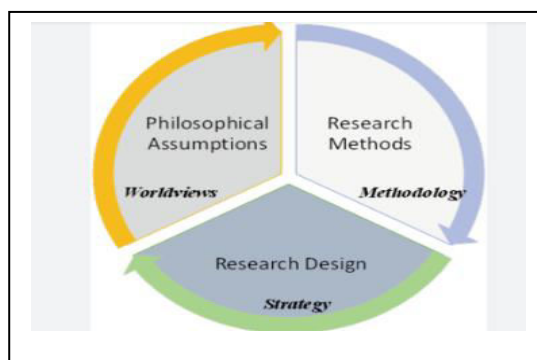 Philosophical
Assumptions
Worldviews
Research
Methods
Methodology
Research Design
Strategy